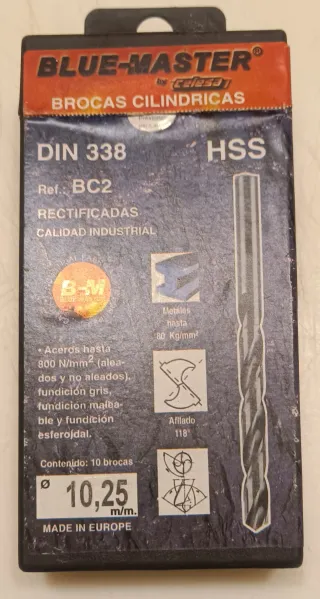 BLUE-MASTER®
by celesa
BROCAS CILINDRICAS
DIN 338
HSS
Ref.: BC2
RECTIFICADAS
CALIDAD INDUSTRIAL
B-M
Metales
hasta
80 Kg/mm²
• Aceros hasta
800 N/mm² (alea-
dos y no aleados),
fundición gris,
fundición malea-
ble y fundición
esferoidal.
Afilado
118°
Contenido: 10 brocas
ø 10,25
m/m.
MADE IN EUROPE